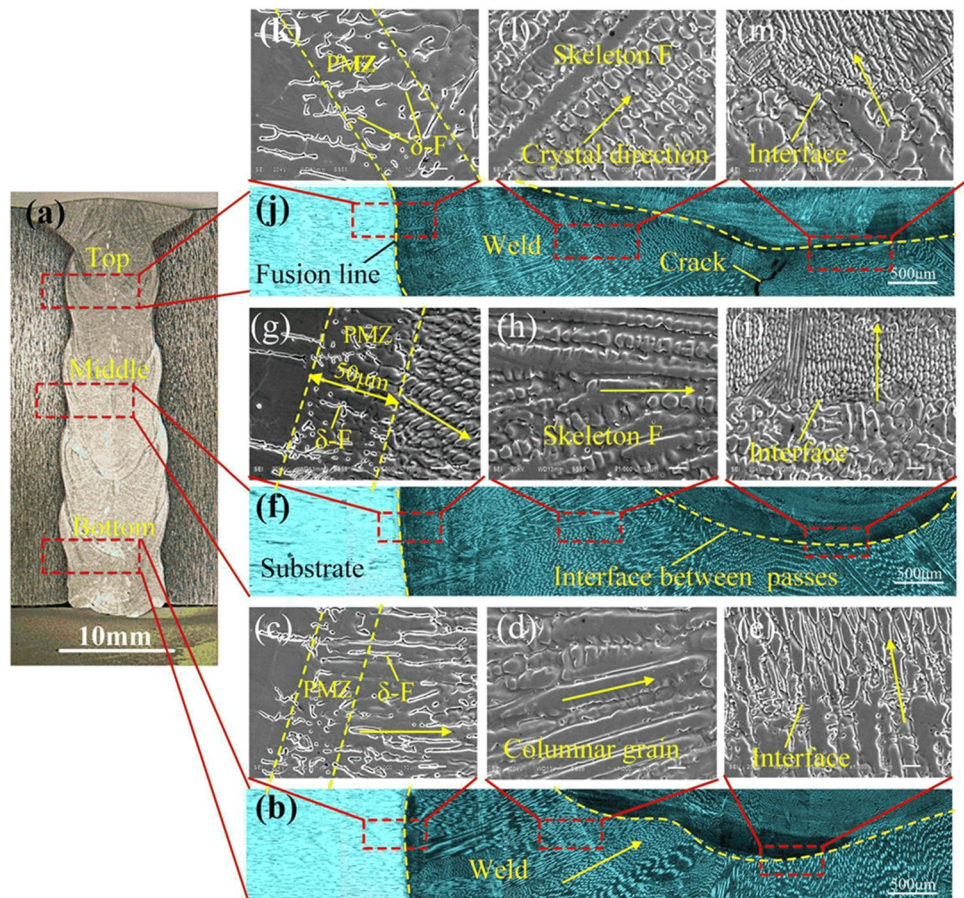 (k)
PMZ
δ-F
(l)
Skeleton F
Crystal direction
(m)
Interface
(a)
Top
Middle
Bottom
10mm
(j)
Fusion line
Weld
Crack
500μm
(g)
PMZ
50μm
δ-F
(h)
Skeleton F
(i)
Interface
(f)
Substrate
Interface between passes
500μm
(c)
PMZ
δ-F
(d)
Columnar grain
(e)
Interface
(b)
Weld
500μm